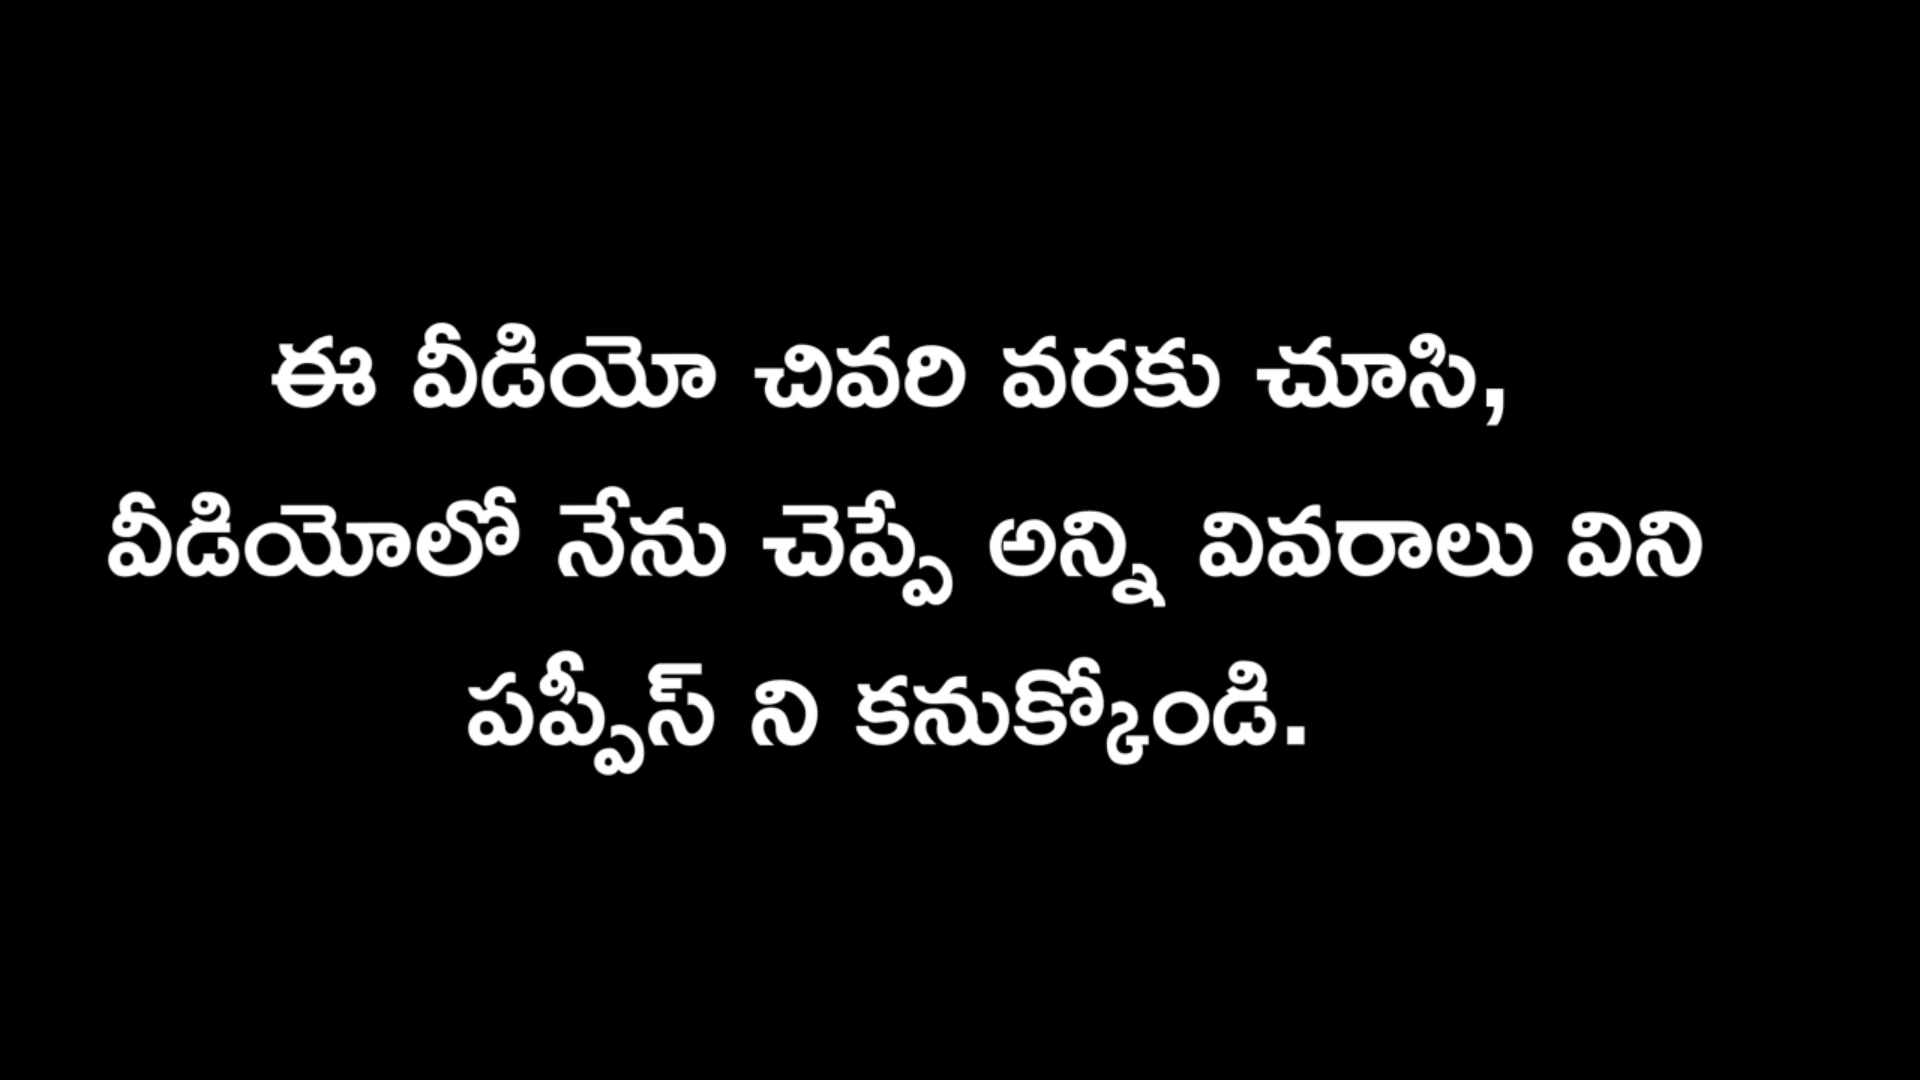 ఈ వీడియో చివరి వరకు చూసి,
వీడియోలో నేను చెప్పే అన్ని వివరాలు విని
పప్పీస్ ని కనుక్కోండి.